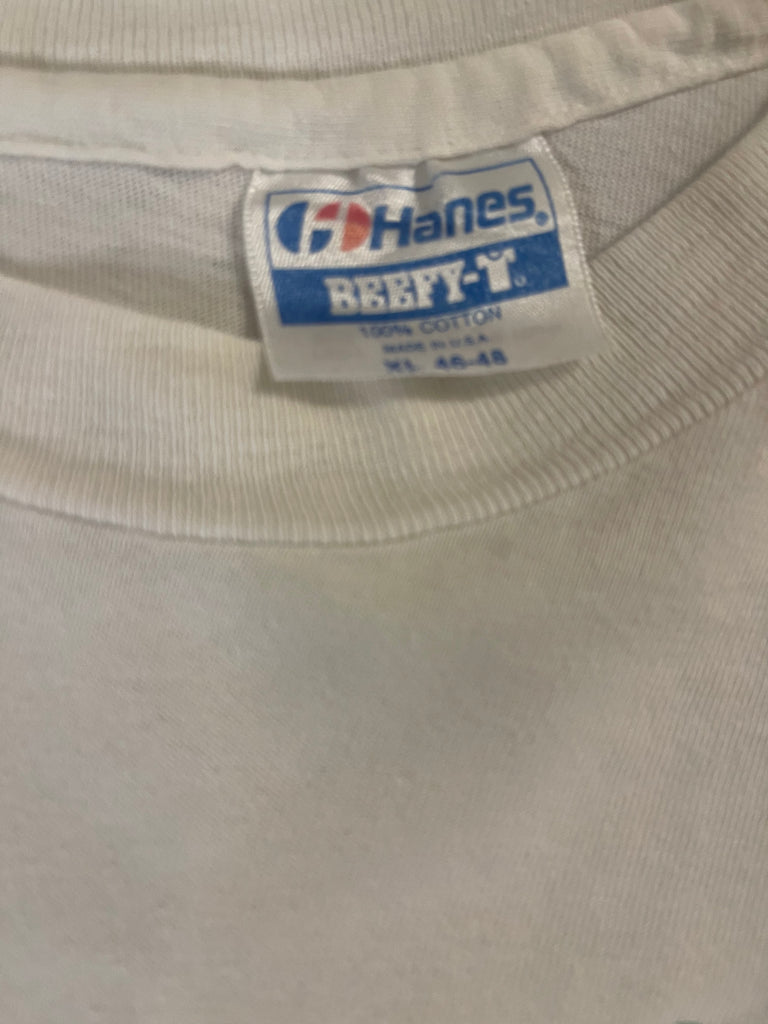 Hanes®
BEEFY-T®
100% COTTON
MADE IN U.S.A.
XL 46-48